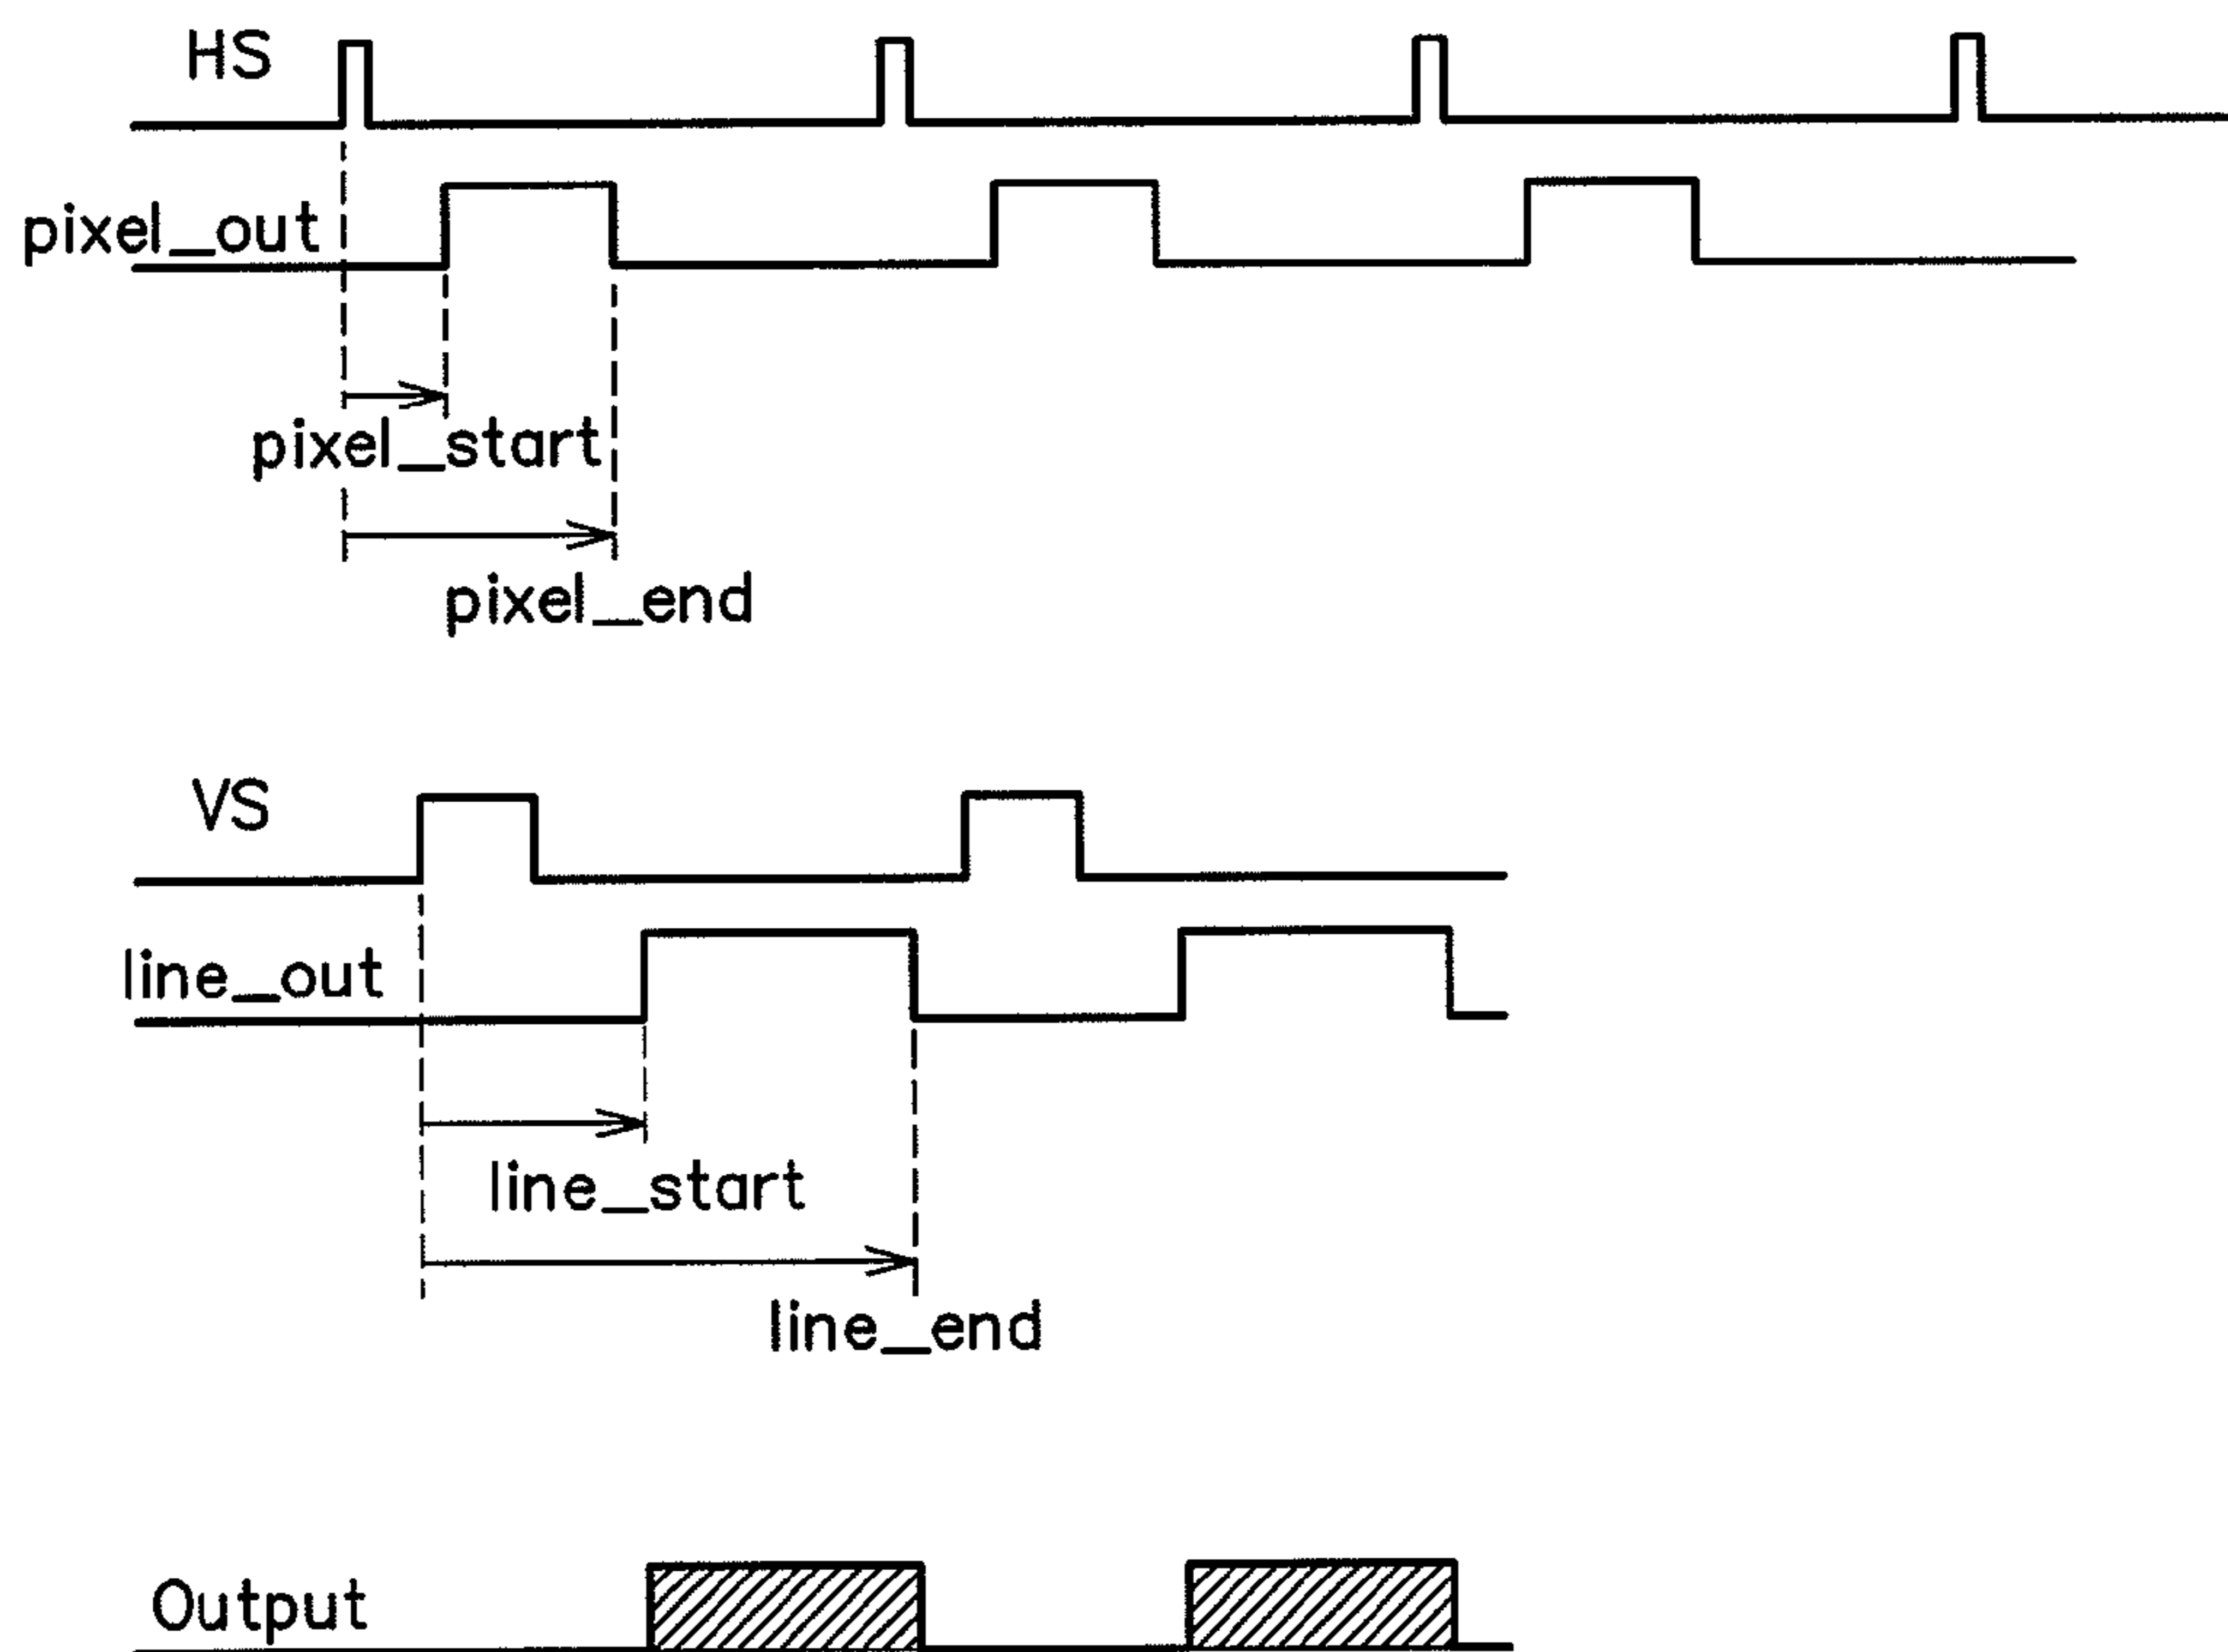 HS
pixel_out
pixel_start
pixel_end
VS
line_out
line_start
line_end
Output